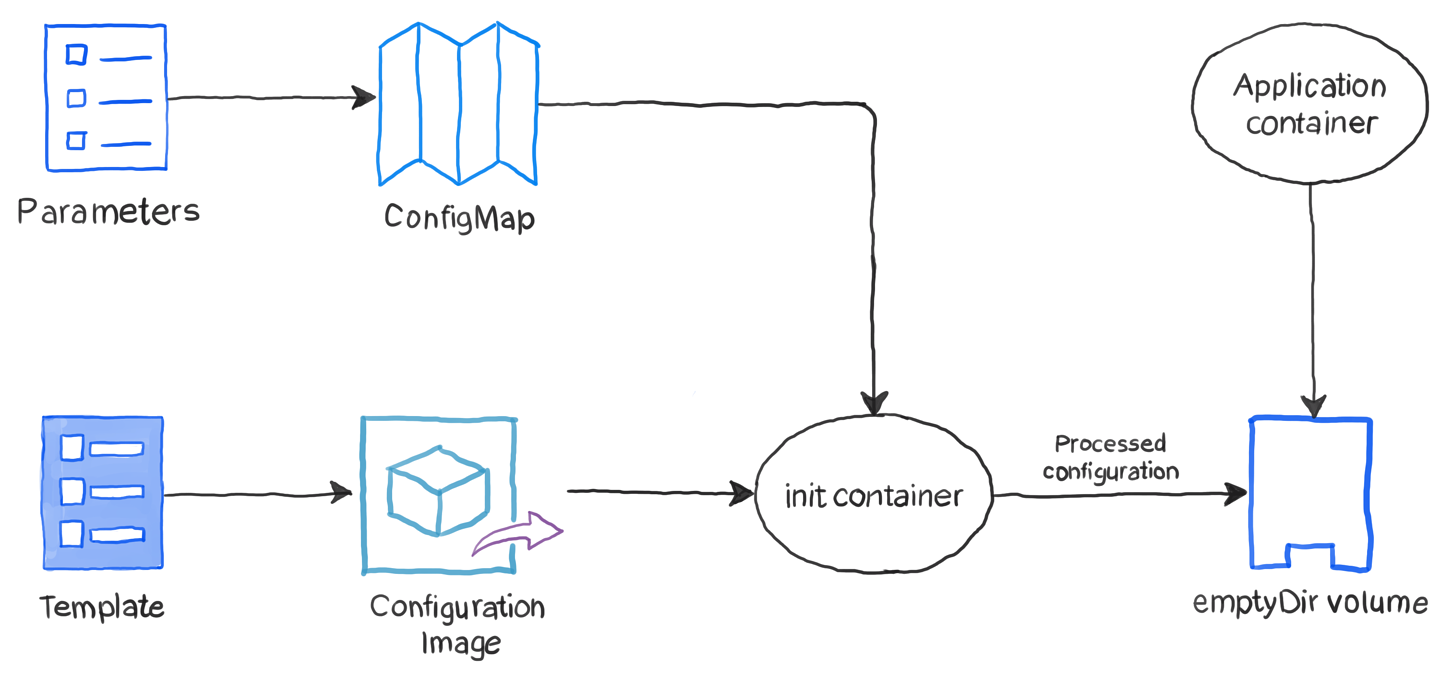 Application
container
Parameters
ConfigMap
Processed
configuration
init container
Template
Configuration
Image
emptyDir volume